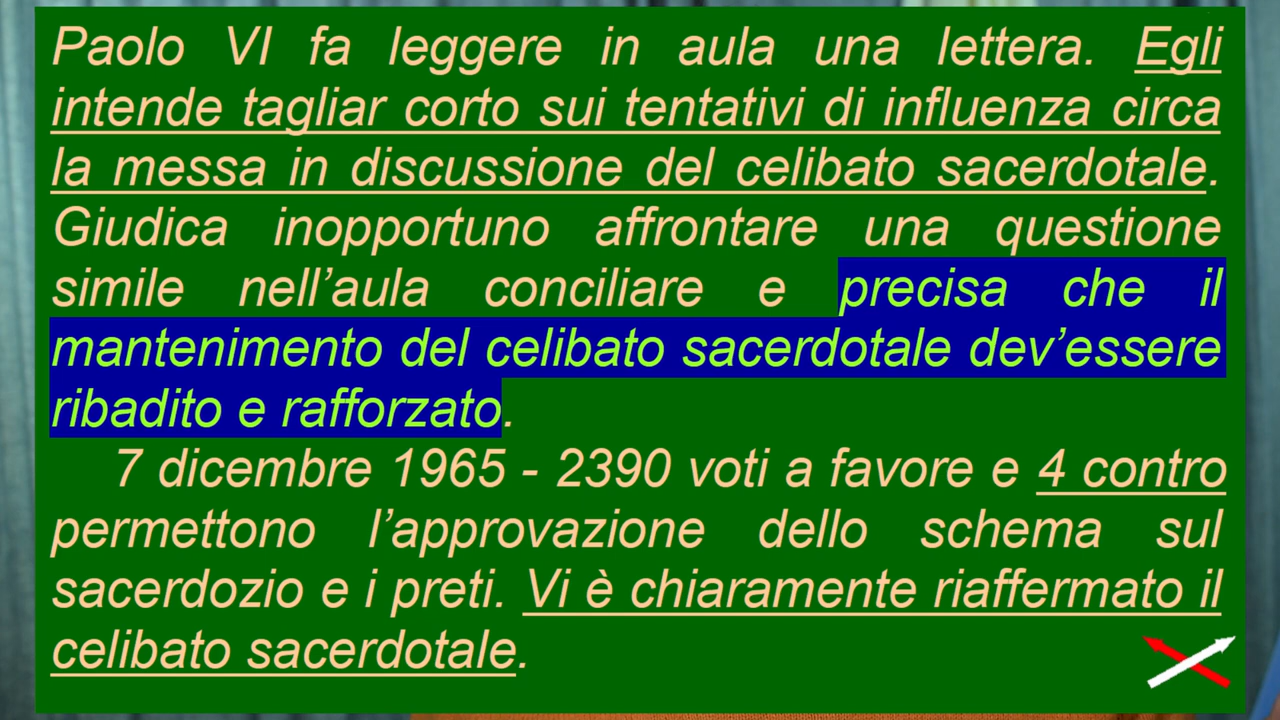 Paolo VI fa leggere in aula una lettera. Egli
intende tagliar corto sui tentativi di influenza circa
la messa in discussione del celibato sacerdotale.
Giudica inopportuno affrontare una questione
simile nell’aula conciliare e precisa che il
mantenimento del celibato sacerdotale dev’essere
ribadito e rafforzato.
7 dicembre 1965 - 2390 voti a favore e 4 contro
permettono l’approvazione dello schema sul
sacerdozio e i preti. Vi è chiaramente riaffermato il
celibato sacerdotale.